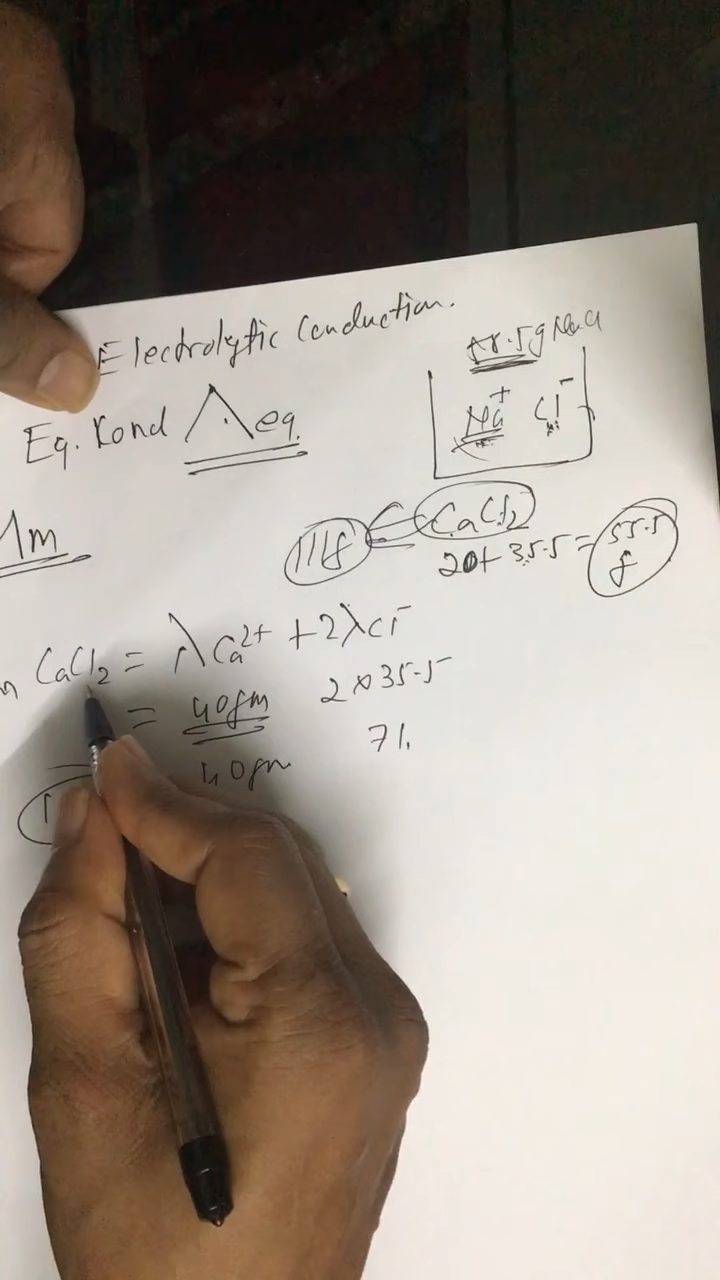 Electrolytic Conduction.
58.5g NaCl
Eq. Kond Λeq.
Na⁺ Cl⁻
Λm
111g CaCl₂
20 + 35.5 = 55.5 g
m CaCl₂ = λCa²⁺ + 2λCl⁻
= 40gm 2×35.5
40gm 71.